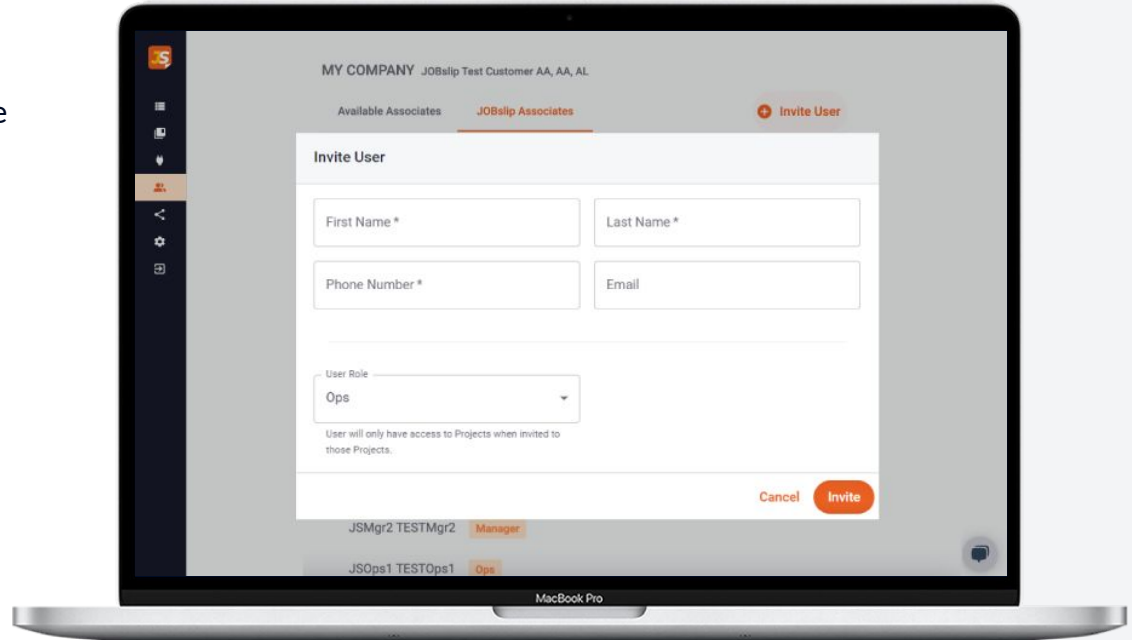 e
JS
MY COMPANY JOBslip Test Customer AA, AA, AL
Available Associates JOBslip Associates Invite User
Invite User
First Name * Last Name *
Phone Number * Email
User Role
Ops
User will only have access to Projects when invited to
those Projects.
Cancel Invite
JSMgr2 TESTMgr2 Manager
JSOps1 TESTOps1 Ops
MacBook Pro